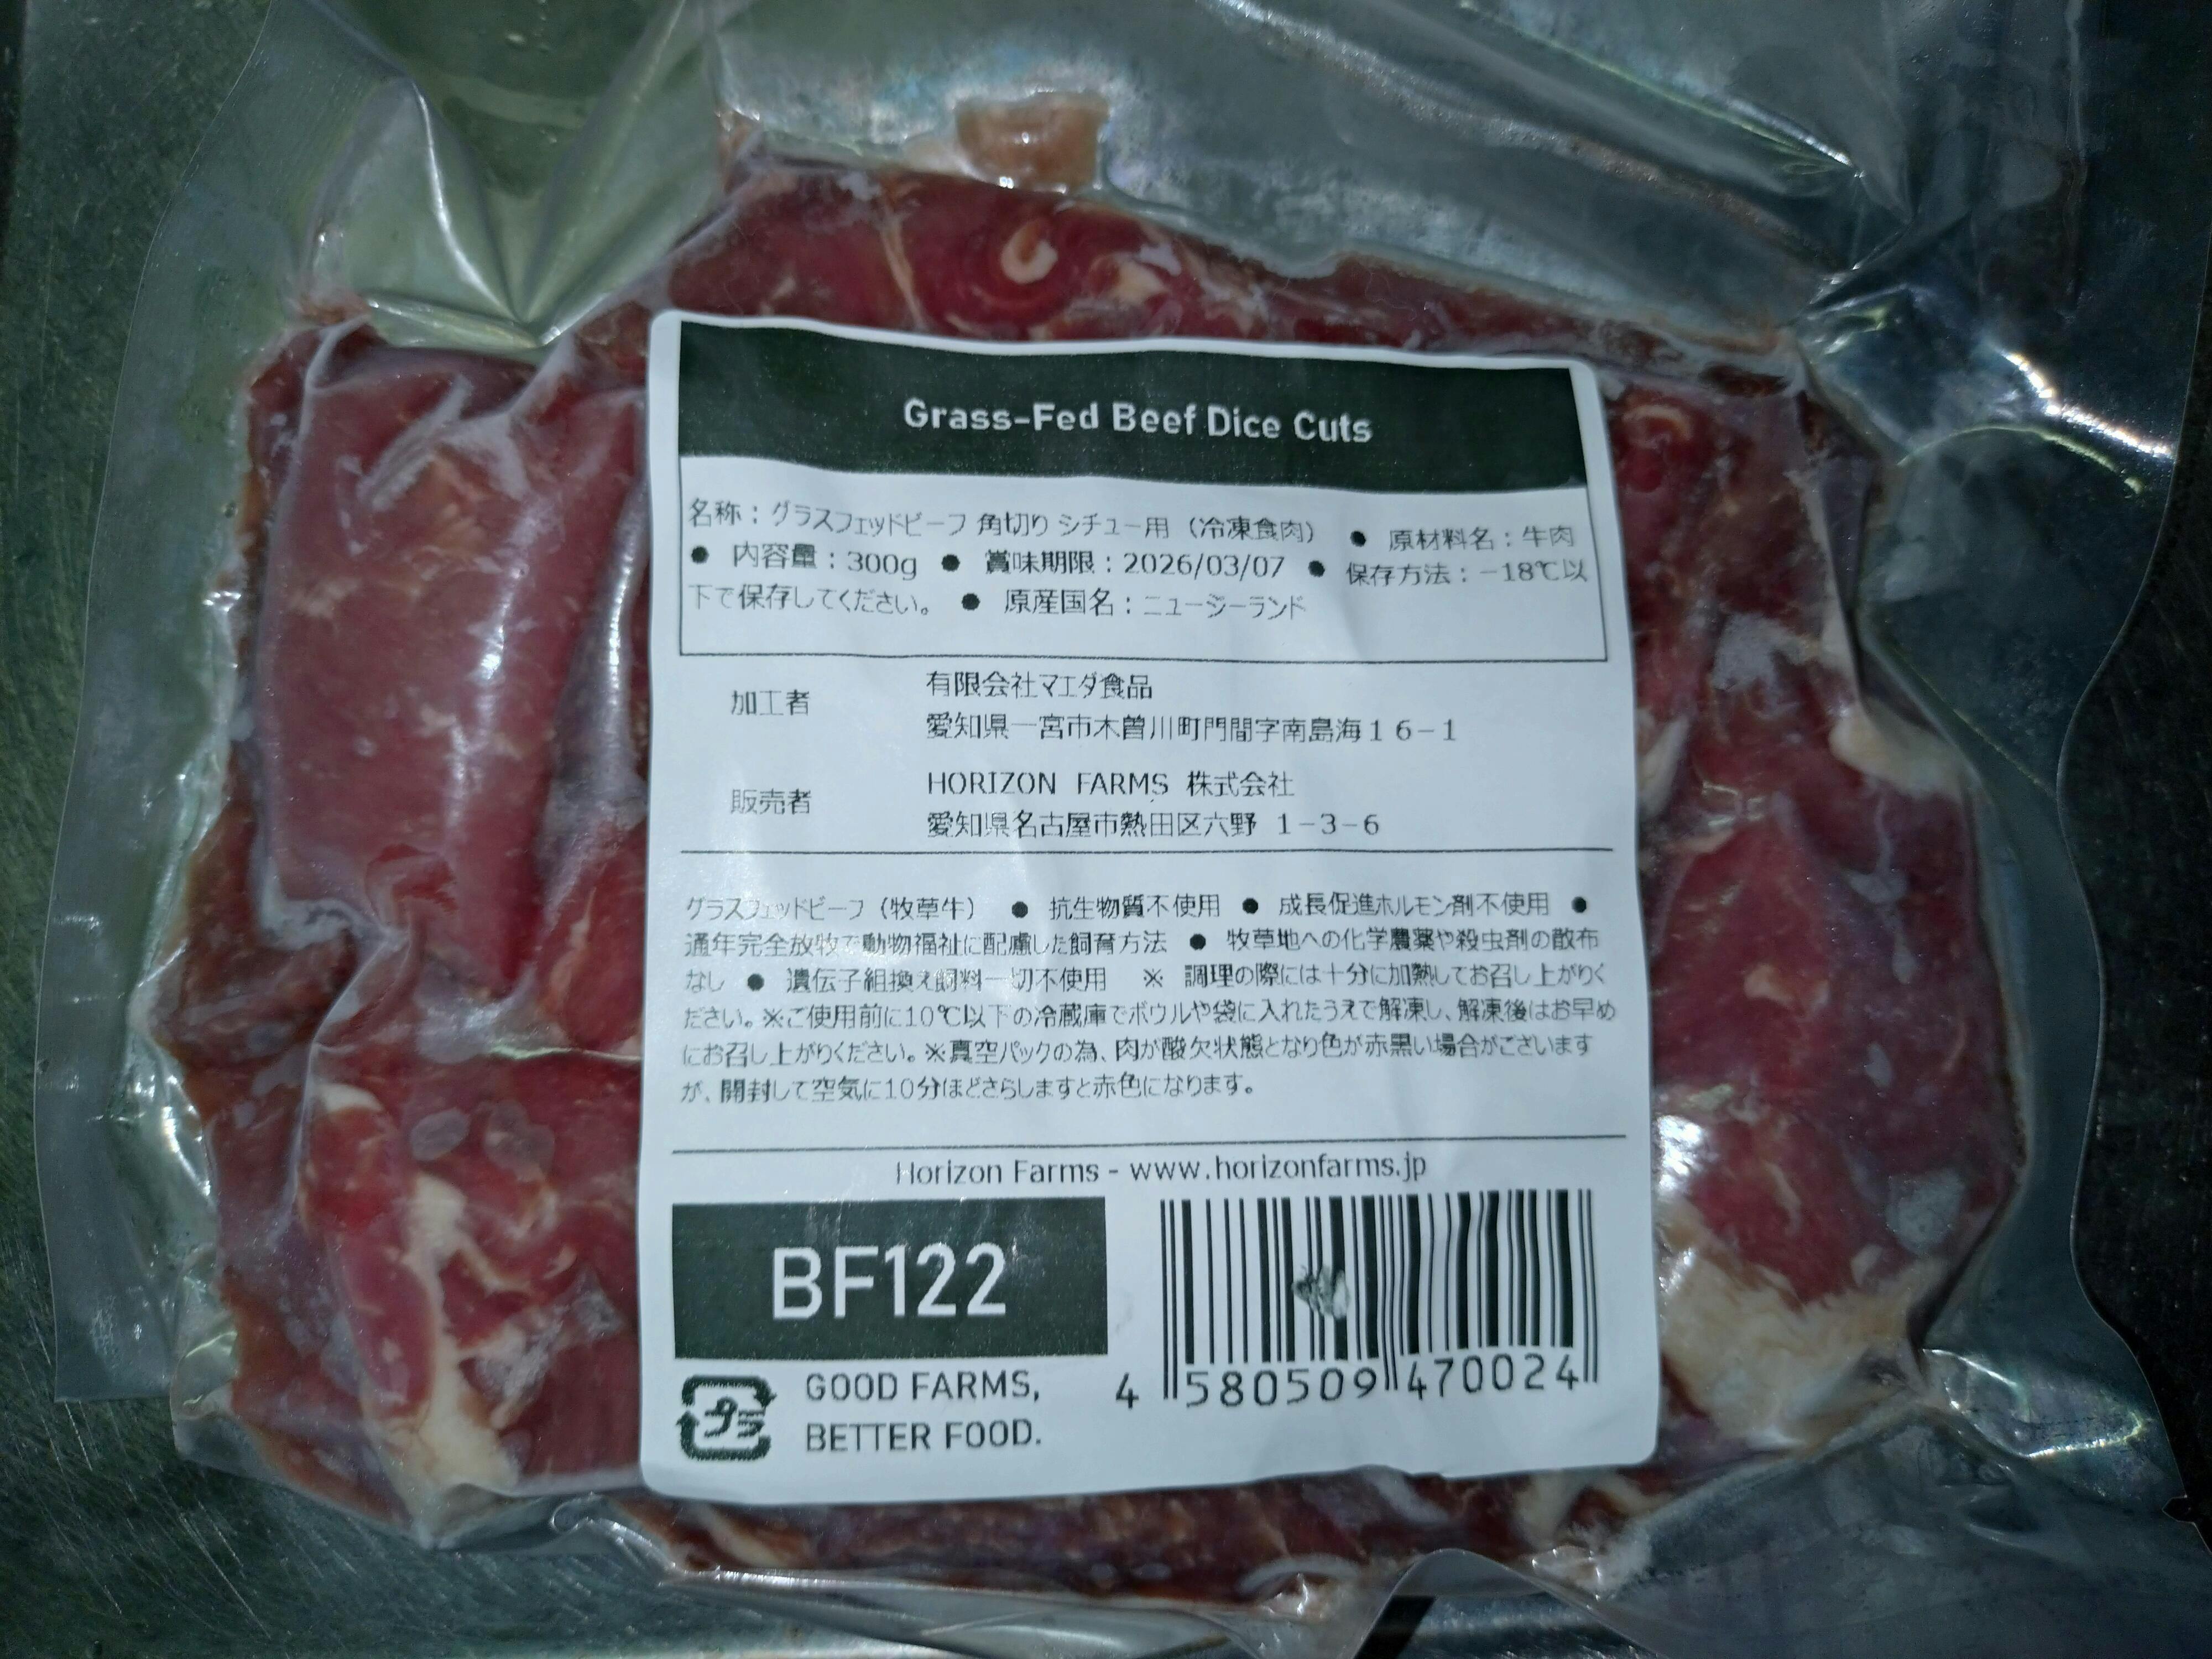 Grass-Fed Beef Dice Cuts
名称：グラスフェッドビーフ 角切り シチュー用 （冷凍食肉） ● 原材料名：牛肉
● 内容量：300g ● 賞味期限：2026/03/07 ● 保存方法：-18℃以
下で保存してください。 ● 原産国名：ニュージーランド
加工者
有限会社マエダ食品
愛知県一宮市木曽川町門間字南島海１６−１
販売者
HORIZON FARMS 株式会社
愛知県名古屋市熱田区六野 １−３−６
グラスフェッドビーフ（牧草牛） ● 抗生物質不使用 ● 成長促進ホルモン剤不使用 ●
通年完全放牧で動物福祉に配慮した飼育方法 ● 牧草地への化学農薬や殺虫剤の散布
なし ● 遺伝子組換え飼料一切不使用 ※ 調理の際には十分に加熱してお召し上がりく
ださい。※ご使用前に10℃以下の冷蔵庫でボウルや袋に入れたうえで解凍し、解凍後はお早め
にお召し上がりください。※真空パックの為、肉が酸欠状態となり色が赤黒い場合がございます
が、開封して空気に10分ほどさらしますと赤色になります。
Horizon Farms - www.horizonfarms.jp
BF122
プラ
GOOD FARMS,
BETTER FOOD.
4 580509 470024